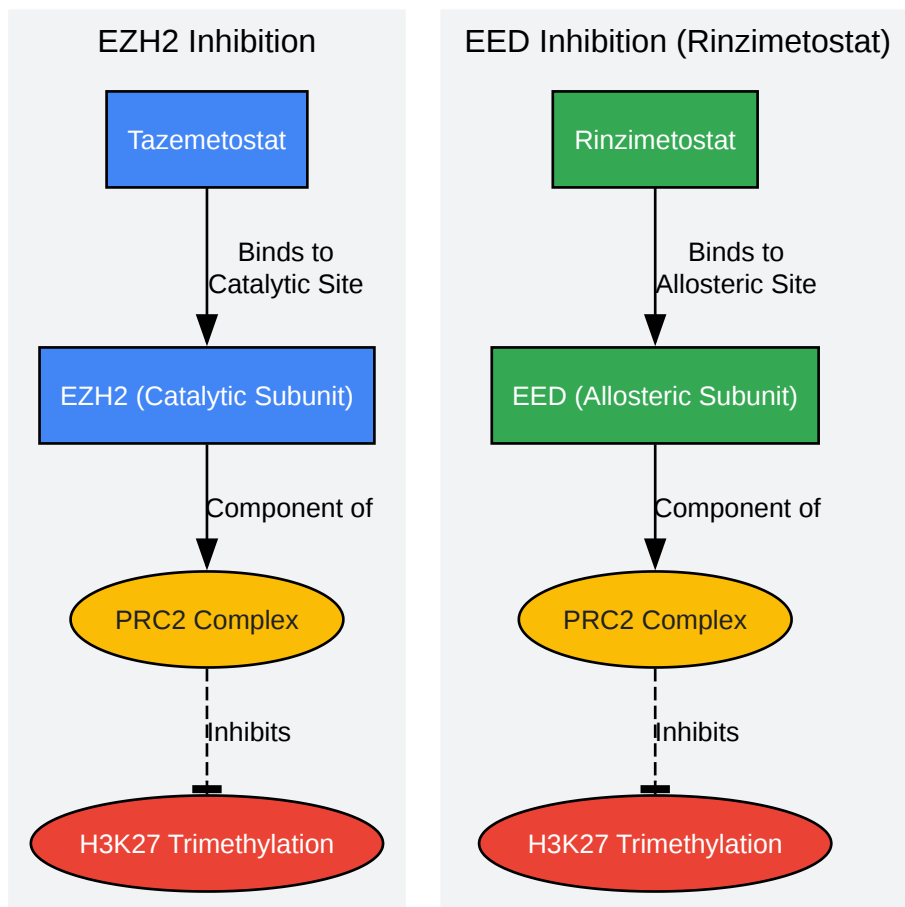 EZH2 Inhibition
Tazemetostat
Binds to
Catalytic Site
EZH2 (Catalytic Subunit)
Component of
PRC2 Complex
Inhibits
H3K27 Trimethylation
EED Inhibition (Rinzimetostat)
Rinzimetostat
Binds to
Allosteric Site
EED (Allosteric Subunit)
Component of
PRC2 Complex
Inhibits
H3K27 Trimethylation